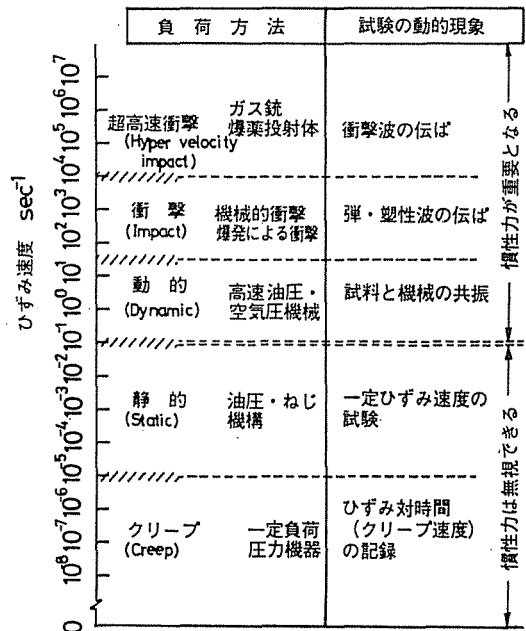 負荷方法
試験の動的現象
ひずみ速度 sec⁻¹
10⁷
10⁶
10⁵
10⁴
10³
10²
10¹
10⁰
10⁻¹
10⁻²
10⁻³
10⁻⁴
10⁻⁵
10⁻⁶
10⁻⁷
10⁻⁸
0
超高速衝撃
(Hyper velocity
impact)
ガス銃
爆薬投射体
衝撃波の伝ぱ
衝撃
(Impact)
機械的衝撃
爆発による衝撃
弾・塑性波の伝ぱ
動的
(Dynamic)
高速油圧・
空気圧機械
試料と機械の共振
静的
(Static)
油圧・ねじ
機構
一定ひずみ速度の
試験
クリープ
(Creep)
一定負荷
圧力機器
ひずみ対時間
(クリープ速度)
の記録
慣性力が重要となる
慣性力は無視できる